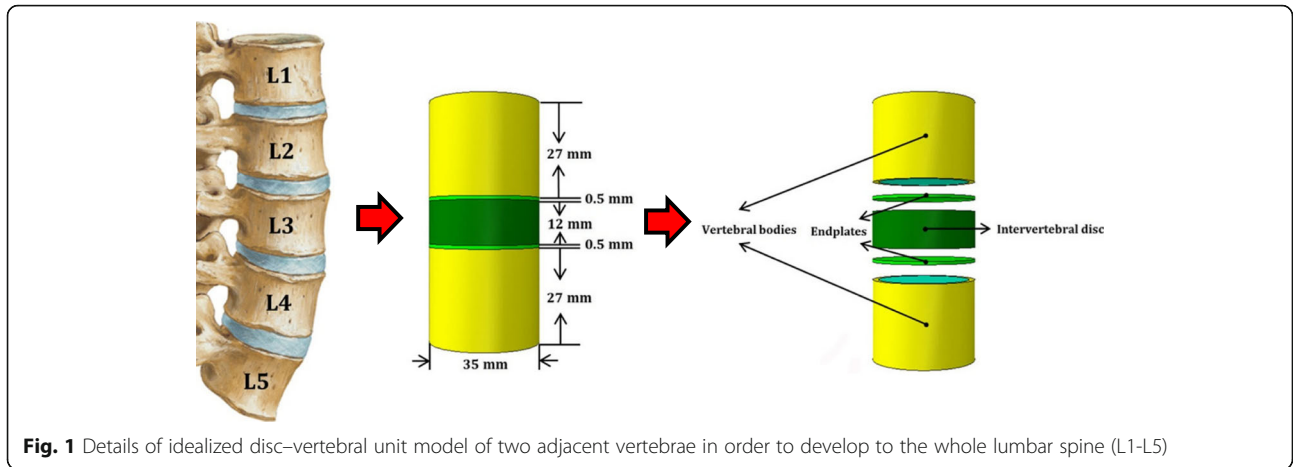 L1
L2
L3
L4
L5
27 mm
0.5 mm
12 mm
0.5 mm
27 mm
35 mm
Vertebral bodies
Endplates
Intervertebral disc
Fig. 1 Details of idealized disc–vertebral unit model of two adjacent vertebrae in order to develop to the whole lumbar spine (L1-L5)